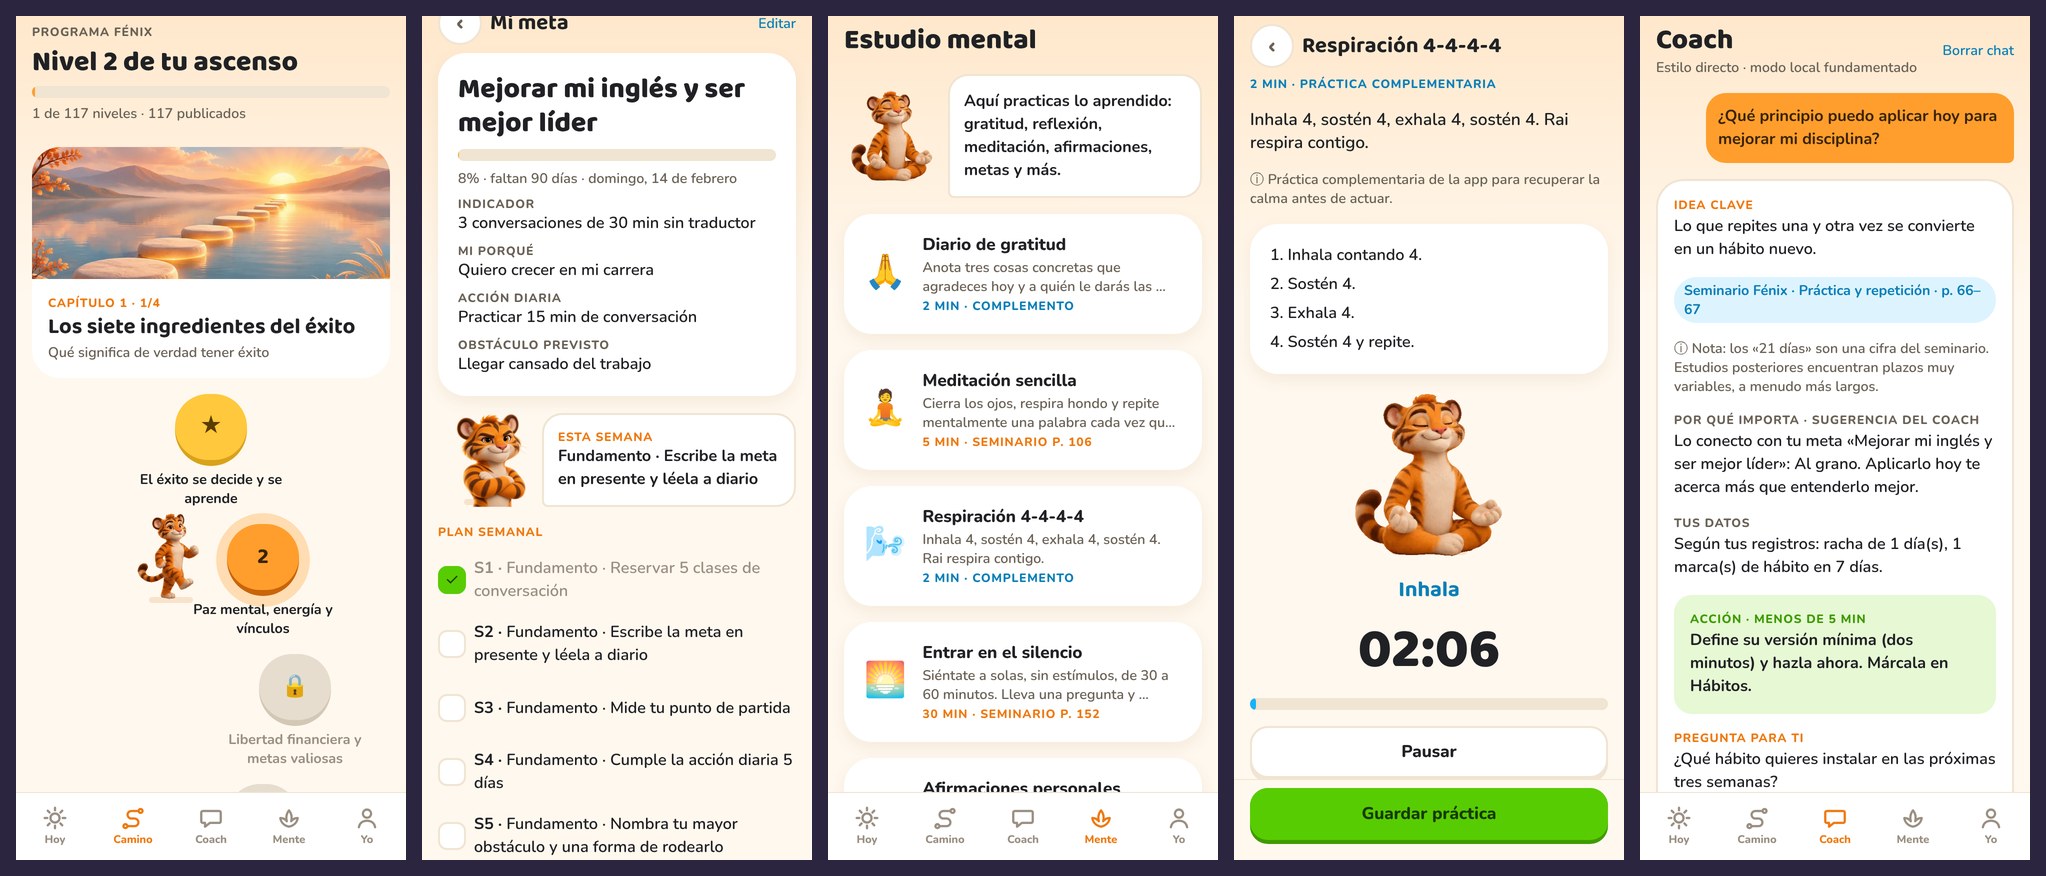 PROGRAMA FÉNIX
Nivel 2 de tu ascenso
1 de 117 niveles · 117 publicados
CAPÍTULO 1 · 1/4
Los siete ingredientes del éxito
Qué significa de verdad tener éxito
★
El éxito se decide y se
aprende
2
Paz mental, energía y
vínculos
Libertad financiera y
metas valiosas
Hoy
Camino
Coach
Mente
Yo
‹ Mi meta
Editar
Mejorar mi inglés y ser
mejor líder
8% · faltan 90 días · domingo, 14 de febrero
INDICADOR
3 conversaciones de 30 min sin traductor
MI PORQUÉ
Quiero crecer en mi carrera
ACCIÓN DIARIA
Practicar 15 min de conversación
OBSTÁCULO PREVISTO
Llegar cansado del trabajo
ESTA SEMANA
Fundamento · Escribe la meta
en presente y léela a diario
PLAN SEMANAL
S1 · Fundamento · Reservar 5 clases de
conversación
S2 · Fundamento · Escribe la meta en
presente y léela a diario
S3 · Fundamento · Mide tu punto de partida
S4 · Fundamento · Cumple la acción diaria 5
días
S5 · Fundamento · Nombra tu mayor
obstáculo y una forma de rodearlo
Estudio mental
Aquí practicas lo aprendido:
gratitud, reflexión,
meditación, afirmaciones,
metas y más.
Diario de gratitud
Anota tres cosas concretas que
agradeces hoy y a quién le darás las ...
2 MIN · COMPLEMENTO
Meditación sencilla
Cierra los ojos, respira hondo y repite
mentalmente una palabra cada vez qu...
5 MIN · SEMINARIO P. 106
Respiración 4-4-4-4
Inhala 4, sostén 4, exhala 4, sostén 4.
Rai respira contigo.
2 MIN · COMPLEMENTO
Entrar en el silencio
Siéntate a solas, sin estímulos, de 30 a
60 minutos. Lleva una pregunta y ...
30 MIN · SEMINARIO P. 152
Afirmaciones personales
Hoy
Camino
Coach
Mente
Yo
‹ Respiración 4-4-4-4
2 MIN · PRÁCTICA COMPLEMENTARIA
Inhala 4, sostén 4, exhala 4, sostén 4. Rai
respira contigo.
ⓘ Práctica complementaria de la app para recuperar la
calma antes de actuar.
1. Inhala contando 4.
2. Sostén 4.
3. Exhala 4.
4. Sostén 4 y repite.
Inhala
02:06
Pausar
Guardar práctica
Coach
Borrar chat
Estilo directo · modo local fundamentado
¿Qué principio puedo aplicar hoy para
mejorar mi disciplina?
IDEA CLAVE
Lo que repites una y otra vez se convierte
en un hábito nuevo.
Seminario Fénix · Práctica y repetición · p. 66–
67
ⓘ Nota: los «21 días» son una cifra del seminario.
Estudios posteriores encuentran plazos muy
variables, a menudo más largos.
POR QUÉ IMPORTA · SUGERENCIA DEL COACH
Lo conecto con tu meta «Mejorar mi inglés y
ser mejor líder»: Al grano. Aplicarlo hoy te
acerca más que entenderlo mejor.
TUS DATOS
Según tus registros: racha de 1 día(s), 1
marca(s) de hábito en 7 días.
ACCIÓN · MENOS DE 5 MIN
Define su versión mínima (dos
minutos) y hazla ahora. Márcala en
Hábitos.
PREGUNTA PARA TI
¿Qué hábito quieres instalar en las próximas
tres semanas?
Hoy
Camino
Coach
Mente
Yo